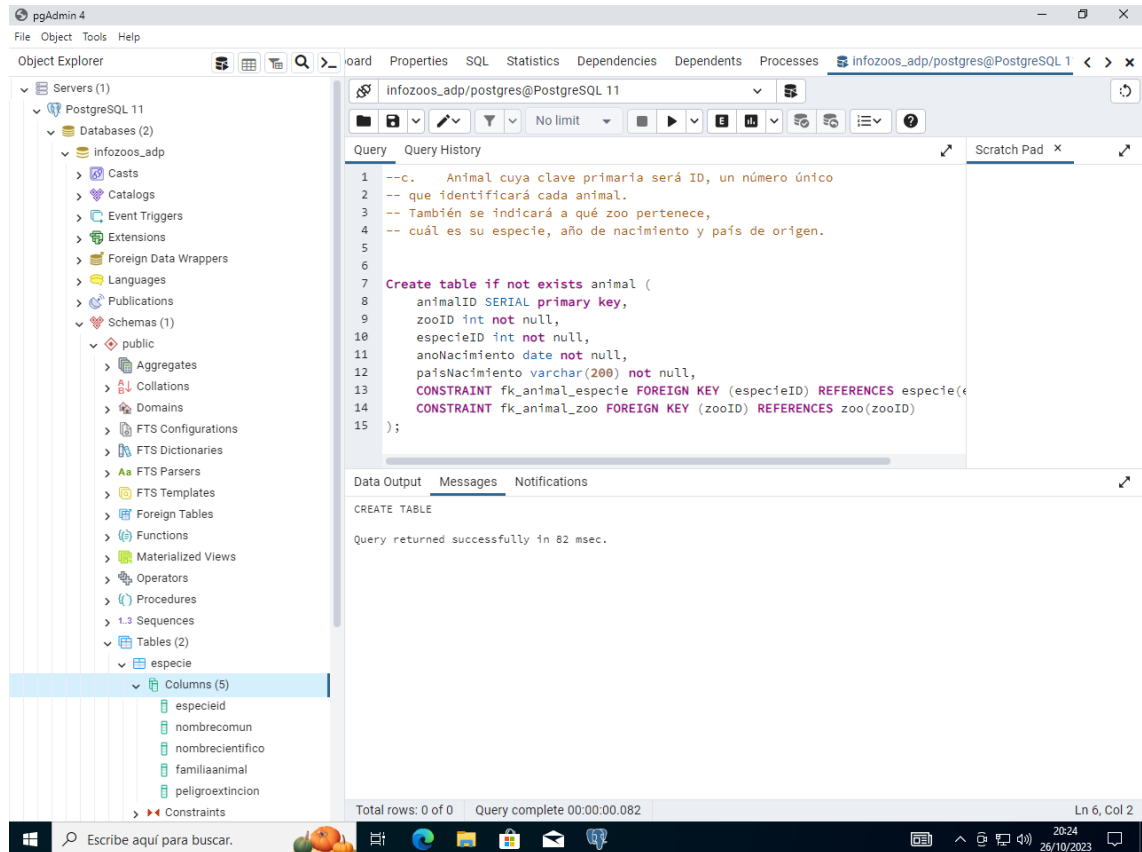 pgAdmin 4
File Object Tools Help
Object Explorer
Servers (1)
PostgreSQL 11
Databases (2)
infozoos_adp
Casts
Catalogs
Event Triggers
Extensions
Foreign Data Wrappers
Languages
Publications
Schemas (1)
public
Aggregates
Collations
Domains
FTS Configurations
FTS Dictionaries
Aa FTS Parsers
FTS Templates
Foreign Tables
Functions
Materialized Views
Operators
Procedures
1..3 Sequences
Tables (2)
especie
Columns (5)
especieid
nombrecomun
nombrecientifico
familiaanimal
peligroextincion
Constraints
oard Properties SQL Statistics Dependencies Dependents Processes infozoos_adp/postgres@PostgreSQL 1
infozoos_adp/postgres@PostgreSQL 11
No limit
Query Query History
Scratch Pad
1 --c. Animal cuya clave primaria será ID, un número único
2 -- que identificará cada animal.
3 -- También se indicará a qué zoo pertenece,
4 -- cuál es su especie, año de nacimiento y país de origen.
5
6
7 Create table if not exists animal (
8 animalID SERIAL primary key,
9 zooID int not null,
10 especieID int not null,
11 anoNacimiento date not null,
12 paisNacimiento varchar(200) not null,
13 CONSTRAINT fk_animal_especie FOREIGN KEY (especieID) REFERENCES especie(e
14 CONSTRAINT fk_animal_zoo FOREIGN KEY (zooID) REFERENCES zoo(zooID)
15 );
Data Output Messages Notifications
CREATE TABLE
Query returned successfully in 82 msec.
Total rows: 0 of 0 Query complete 00:00:00.082 Ln 6, Col 2
Escribe aquí para buscar.
20:24
26/10/2023